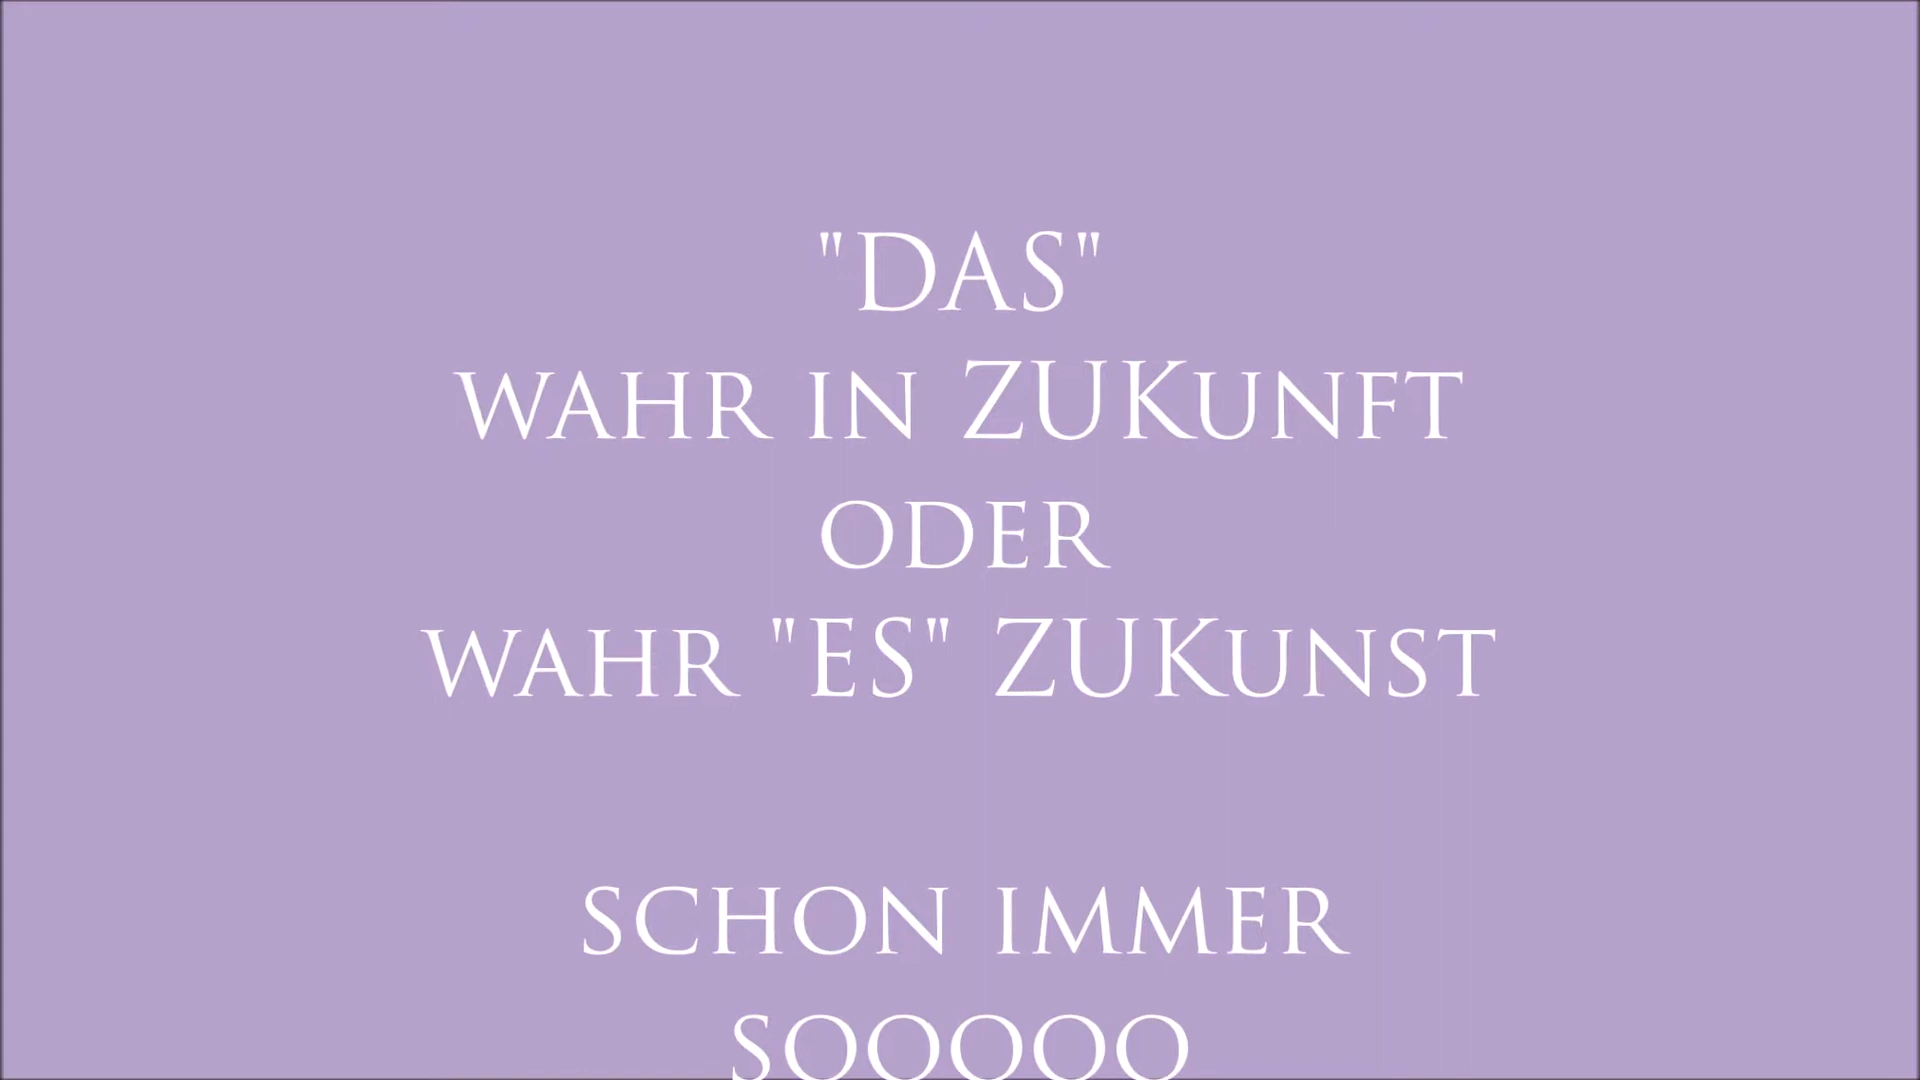 "DAS"
WAHR IN ZUKUNFT
ODER
WAHR "ES" ZUKUNST
SCHON IMMER
SOOOOO